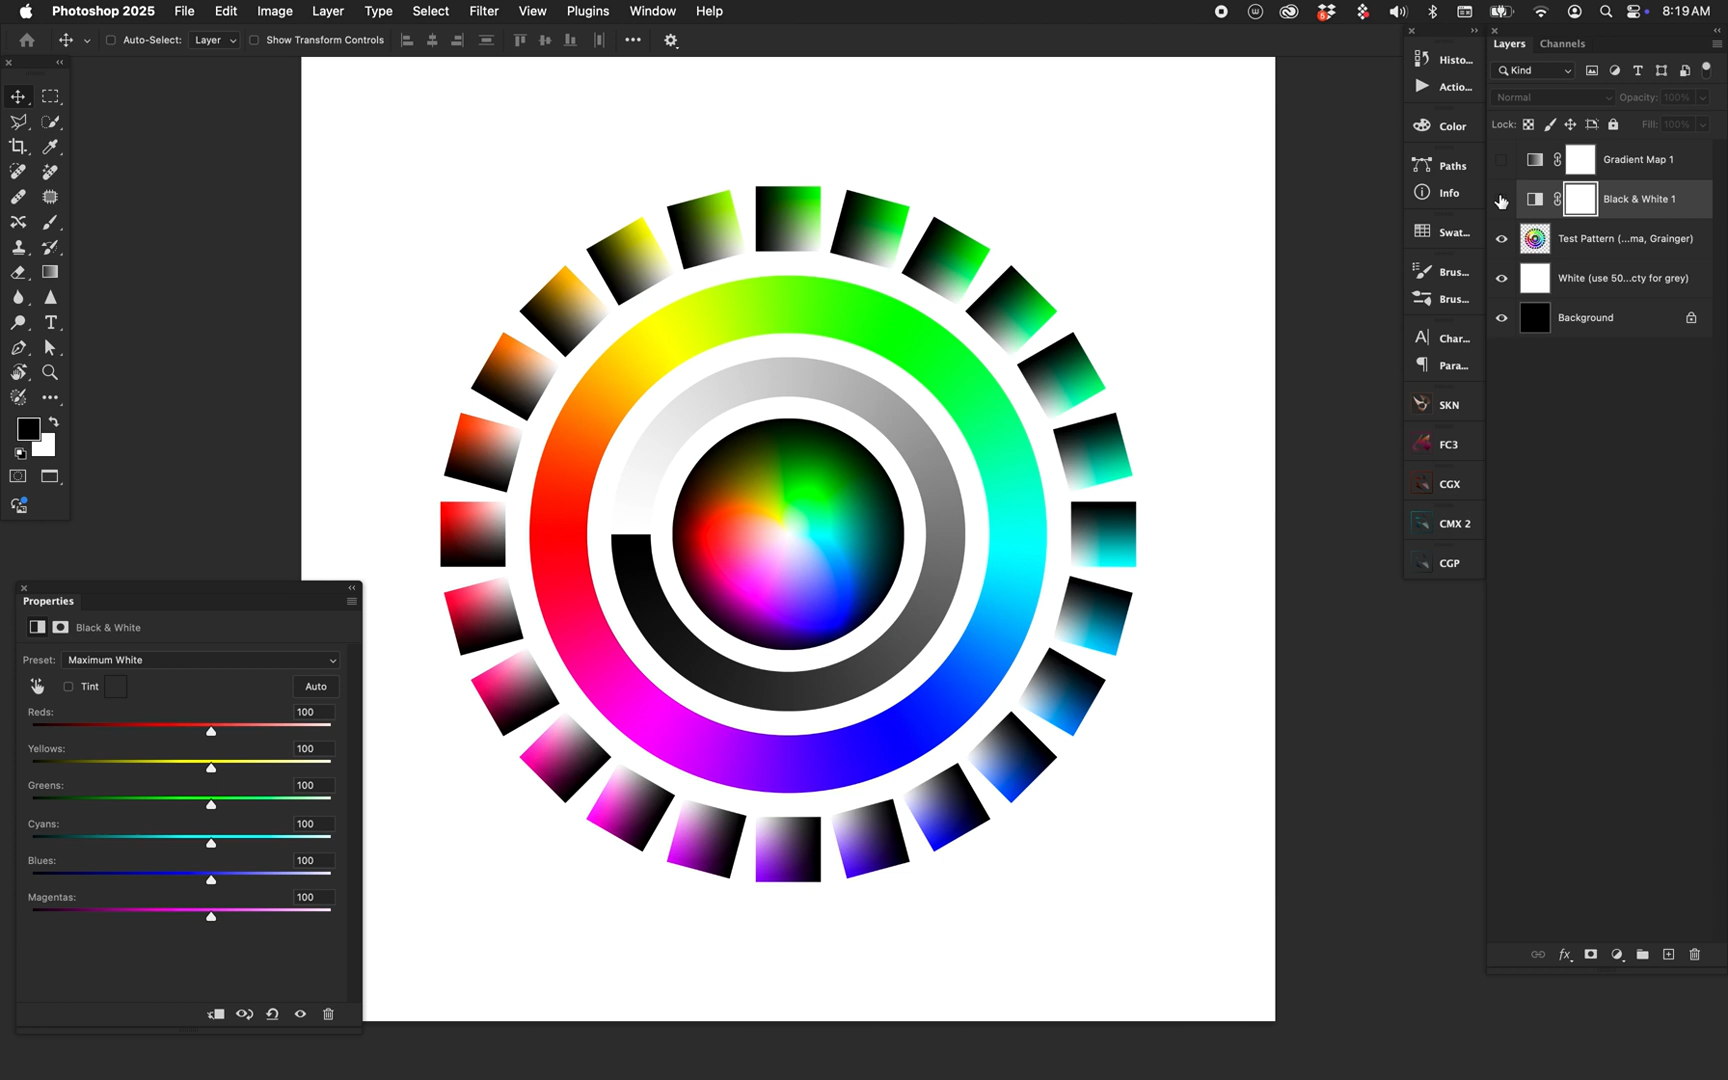 Photoshop 2025 File Edit Image Layer Type Select Filter View Plugins Window Help 5 8:19 AM
Auto-Select: Layer Show Transform Controls
Histo...
Actio...
Color
Paths
Info
Swat...
Brus...
Brus...
Char...
Para...
SKN
FC3
CGX
CMX 2
CGP
Layers Channels
Kind
Normal Opacity: 100%
Lock: Fill: 100%
Gradient Map 1
Black & White 1
Test Pattern (...ma, Grainger)
White (use 50...cty for grey)
Background
fx
Properties
Black & White
Preset: Maximum White
Tint Auto
Reds: 100
Yellows: 100
Greens: 100
Cyans: 100
Blues: 100
Magentas: 100